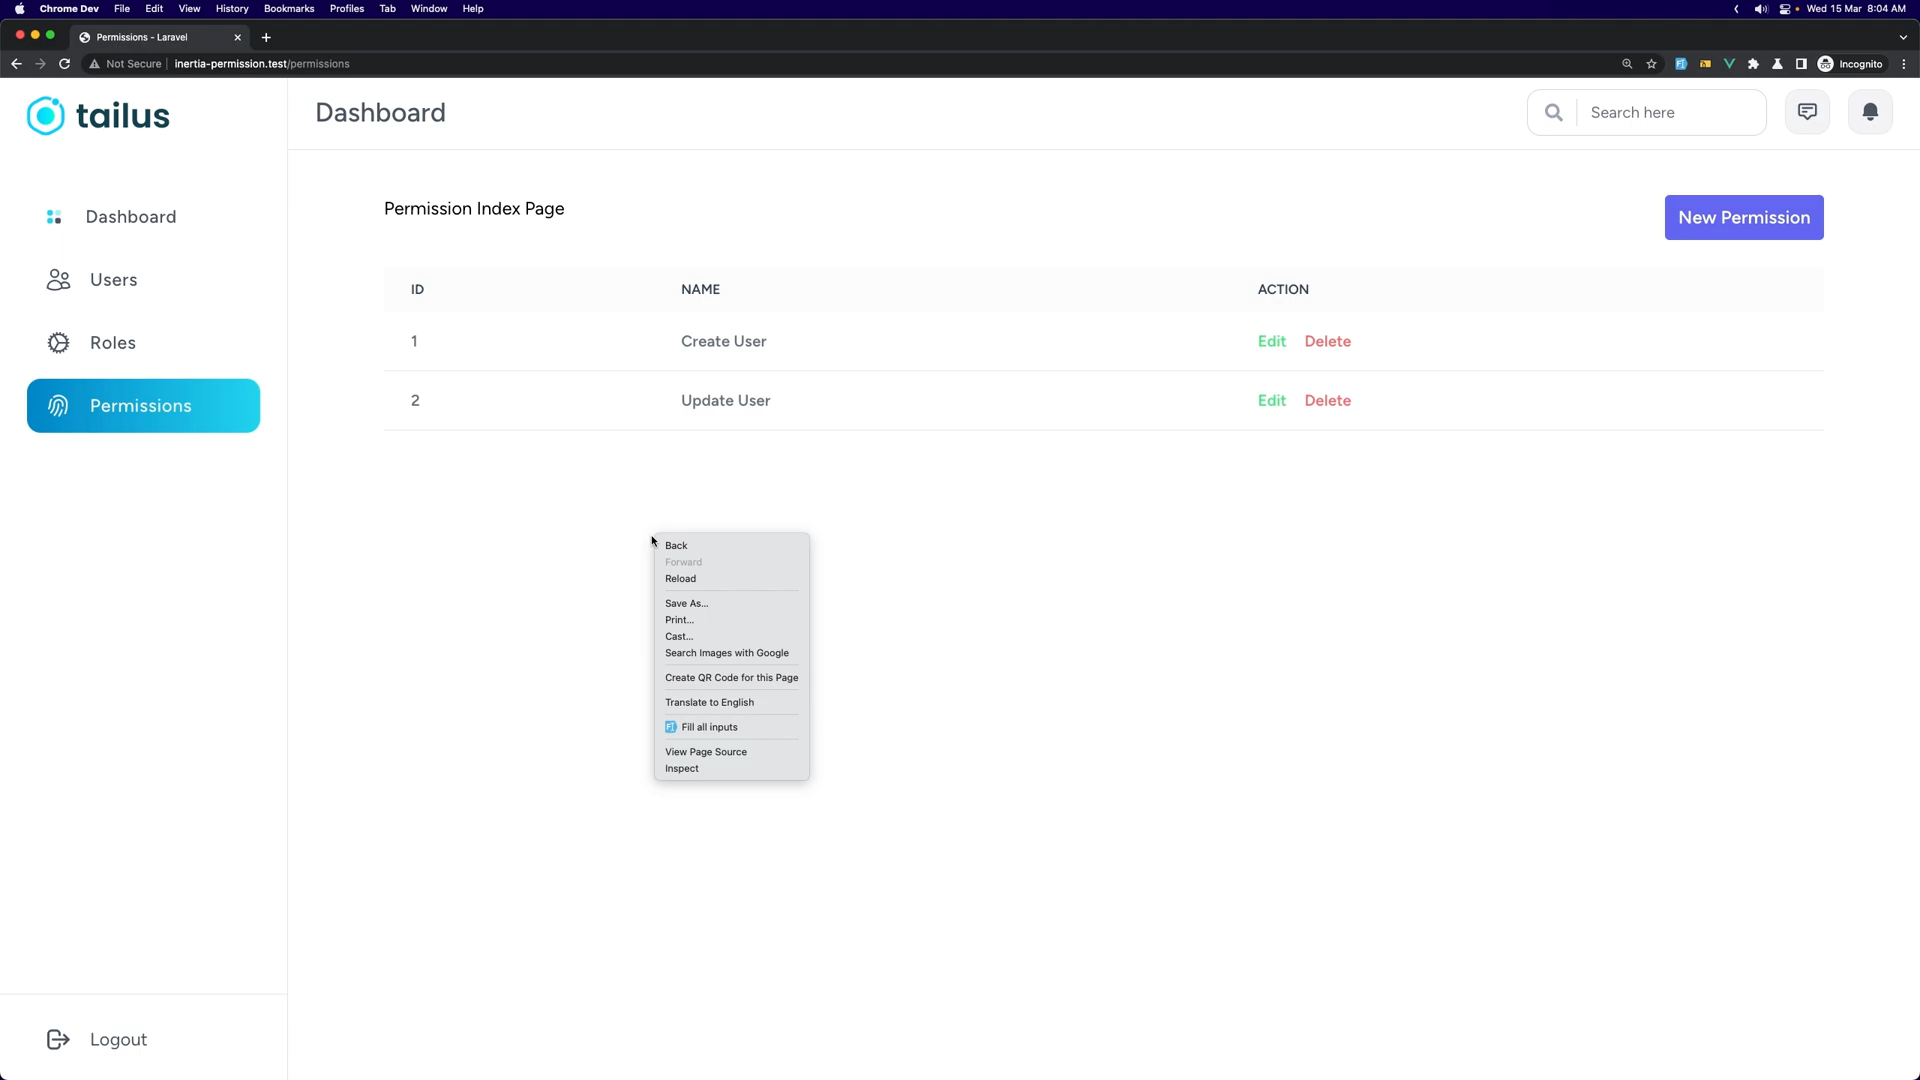 Chrome Dev File Edit View History Bookmarks Profiles Tab Window Help Wed 15 Mar 8:04 AM
Permissions - Laravel
Not Secure inertia-permission.test/permissions Incognito
tailus
Dashboard
Search here
Dashboard
Users
Roles
Permissions
Logout
Permission Index Page
New Permission
ID NAME ACTION
1 Create User Edit Delete
2 Update User Edit Delete
Back
Forward
Reload
Save As...
Print...
Cast...
Search Images with Google
Create QR Code for this Page
Translate to English
Fill all inputs
View Page Source
Inspect